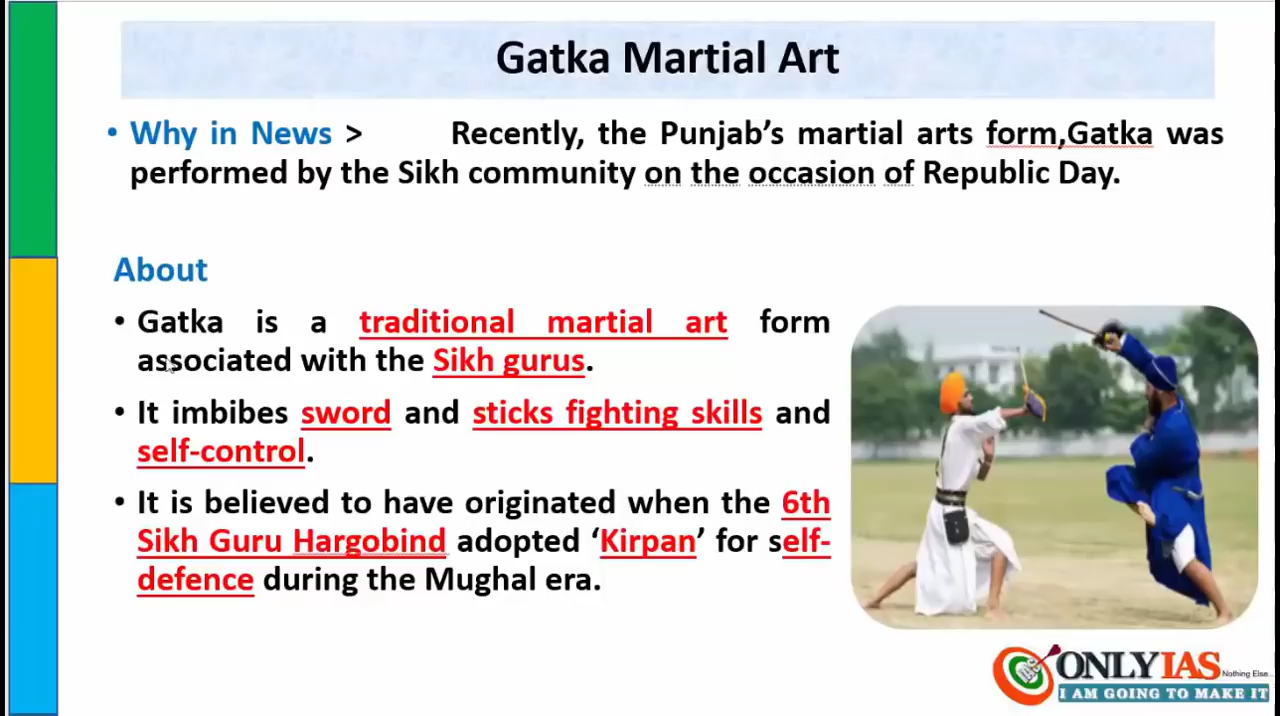 Gatka Martial Art
• Why in News > Recently, the Punjab's martial arts form,Gatka was
performed by the Sikh community on the occasion of Republic Day.
About
• Gatka is a traditional martial art form
associated with the Sikh gurus.
• It imbibes sword and sticks fighting skills and
self-control.
• It is believed to have originated when the 6th
Sikh Guru Hargobind adopted ‘Kirpan’ for self-
defence during the Mughal era.
ONLYIAS Nothing Else...
I AM GOING TO MAKE IT